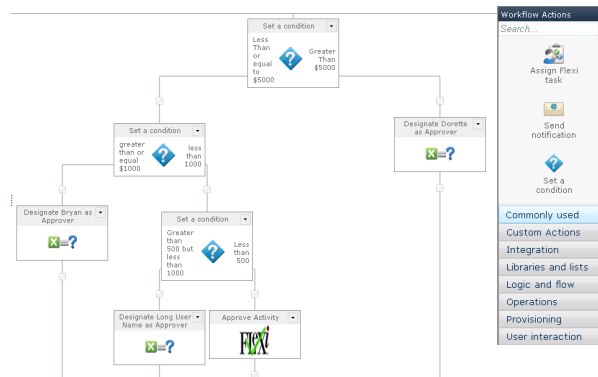 Set a condition
Less
Than
or
equal
to
$5000
Greater
Than
$5000
Set a condition
greater
than or
equal
$1000
less
than
1000
Designate Dorette
as Approver
X=?
Designate Bryan as
Approver
X=?
Set a condition
Greater
than
500 but
less
than
1000
Less
than
500
Designate Long User
Name as Approver
X=?
Approve Activity
FlEXi
Workflow Actions
Search...
Assign Flexi
task
Send
notification
Set a
condition
Commonly used
Custom Actions
Integration
Libraries and lists
Logic and flow
Operations
Provisioning
User interaction